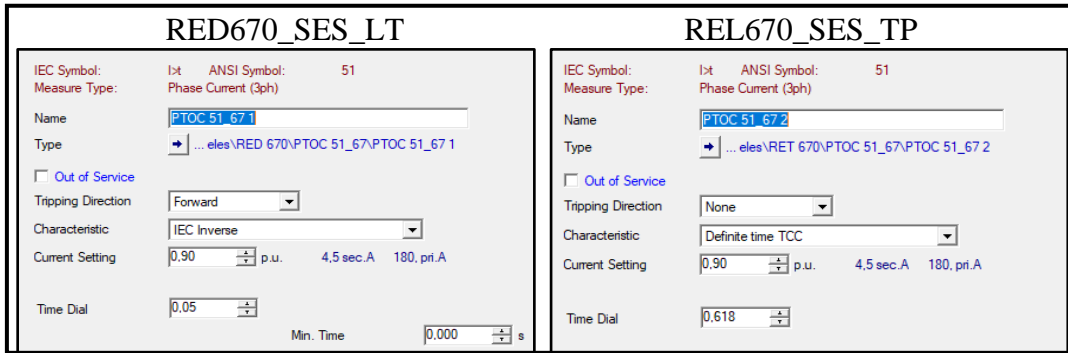 RED670_SES_LT
IEC Symbol: I>t ANSI Symbol: 51
Measure Type: Phase Current (3ph)
Name PTOC 51_67 1
Type ... eles\RED 670\PTOC 51_67\PTOC 51_67 1
Out of Service
Tripping Direction Forward
Characteristic IEC Inverse
Current Setting 0,90 p.u. 4,5 sec.A 180, pri.A
Time Dial 0,05
Min. Time 0,000 s
REL670_SES_TP
IEC Symbol: I>t ANSI Symbol: 51
Measure Type: Phase Current (3ph)
Name PTOC 51_67 2
Type ... eles\RET 670\PTOC 51_67\PTOC 51_67 2
Out of Service
Tripping Direction None
Characteristic Definite time TCC
Current Setting 0,90 p.u. 4,5 sec.A 180, pri.A
Time Dial 0,618